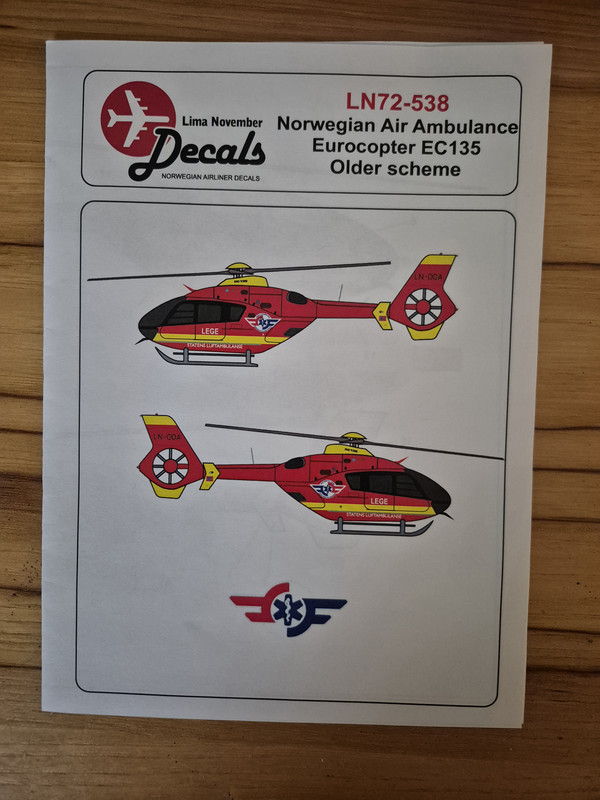 LN72-538
Lima November
Decals
NORWEGIAN AIRLINER DECALS
Norwegian Air Ambulance
Eurocopter EC135
Older scheme
LN-OOA
LEGE
STATENS LUFTAMBULANSE
LN-OOA
LEGE
STATENS LUFTAMBULANSE